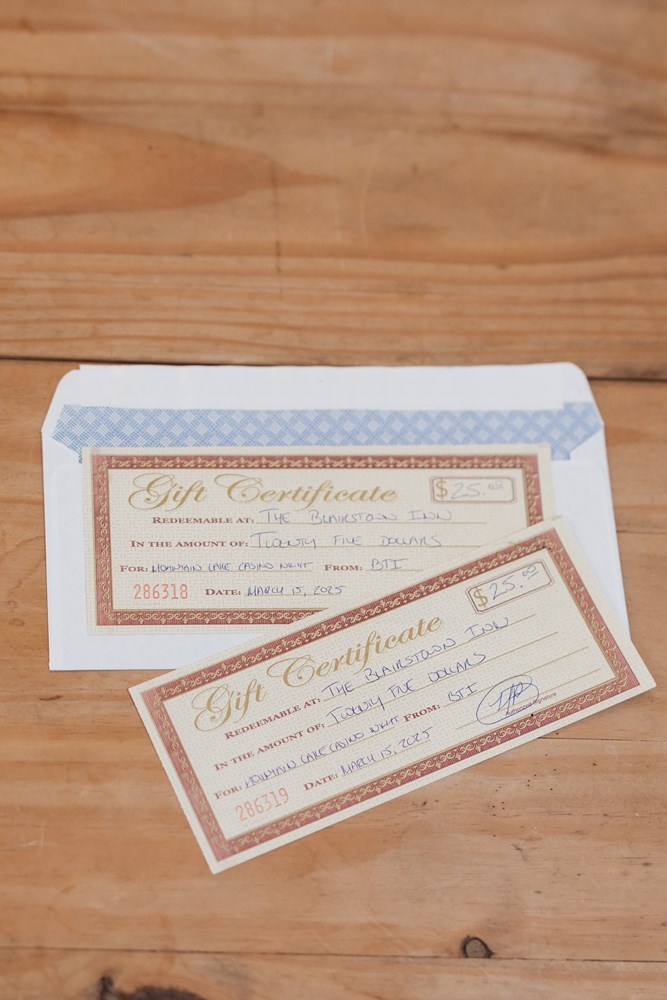 Gift Certificate $25.00
REDEEMABLE AT: THE BLAIRSTOWN INN
IN THE AMOUNT OF: TWENTY FIVE DOLLARS
FOR: MOUNTAIN LAKE CASINO NIGHT FROM: BTI
286318 DATE: MARCH 15, 2025
Gift Certificate $25.00
REDEEMABLE AT: THE BLAIRSTOWN INN
IN THE AMOUNT OF: TWENTY FIVE DOLLARS
FOR: MOUNTAIN LAKE CASINO NIGHT FROM: BTI
286319 DATE: MARCH 15, 2025
Authorized Signature